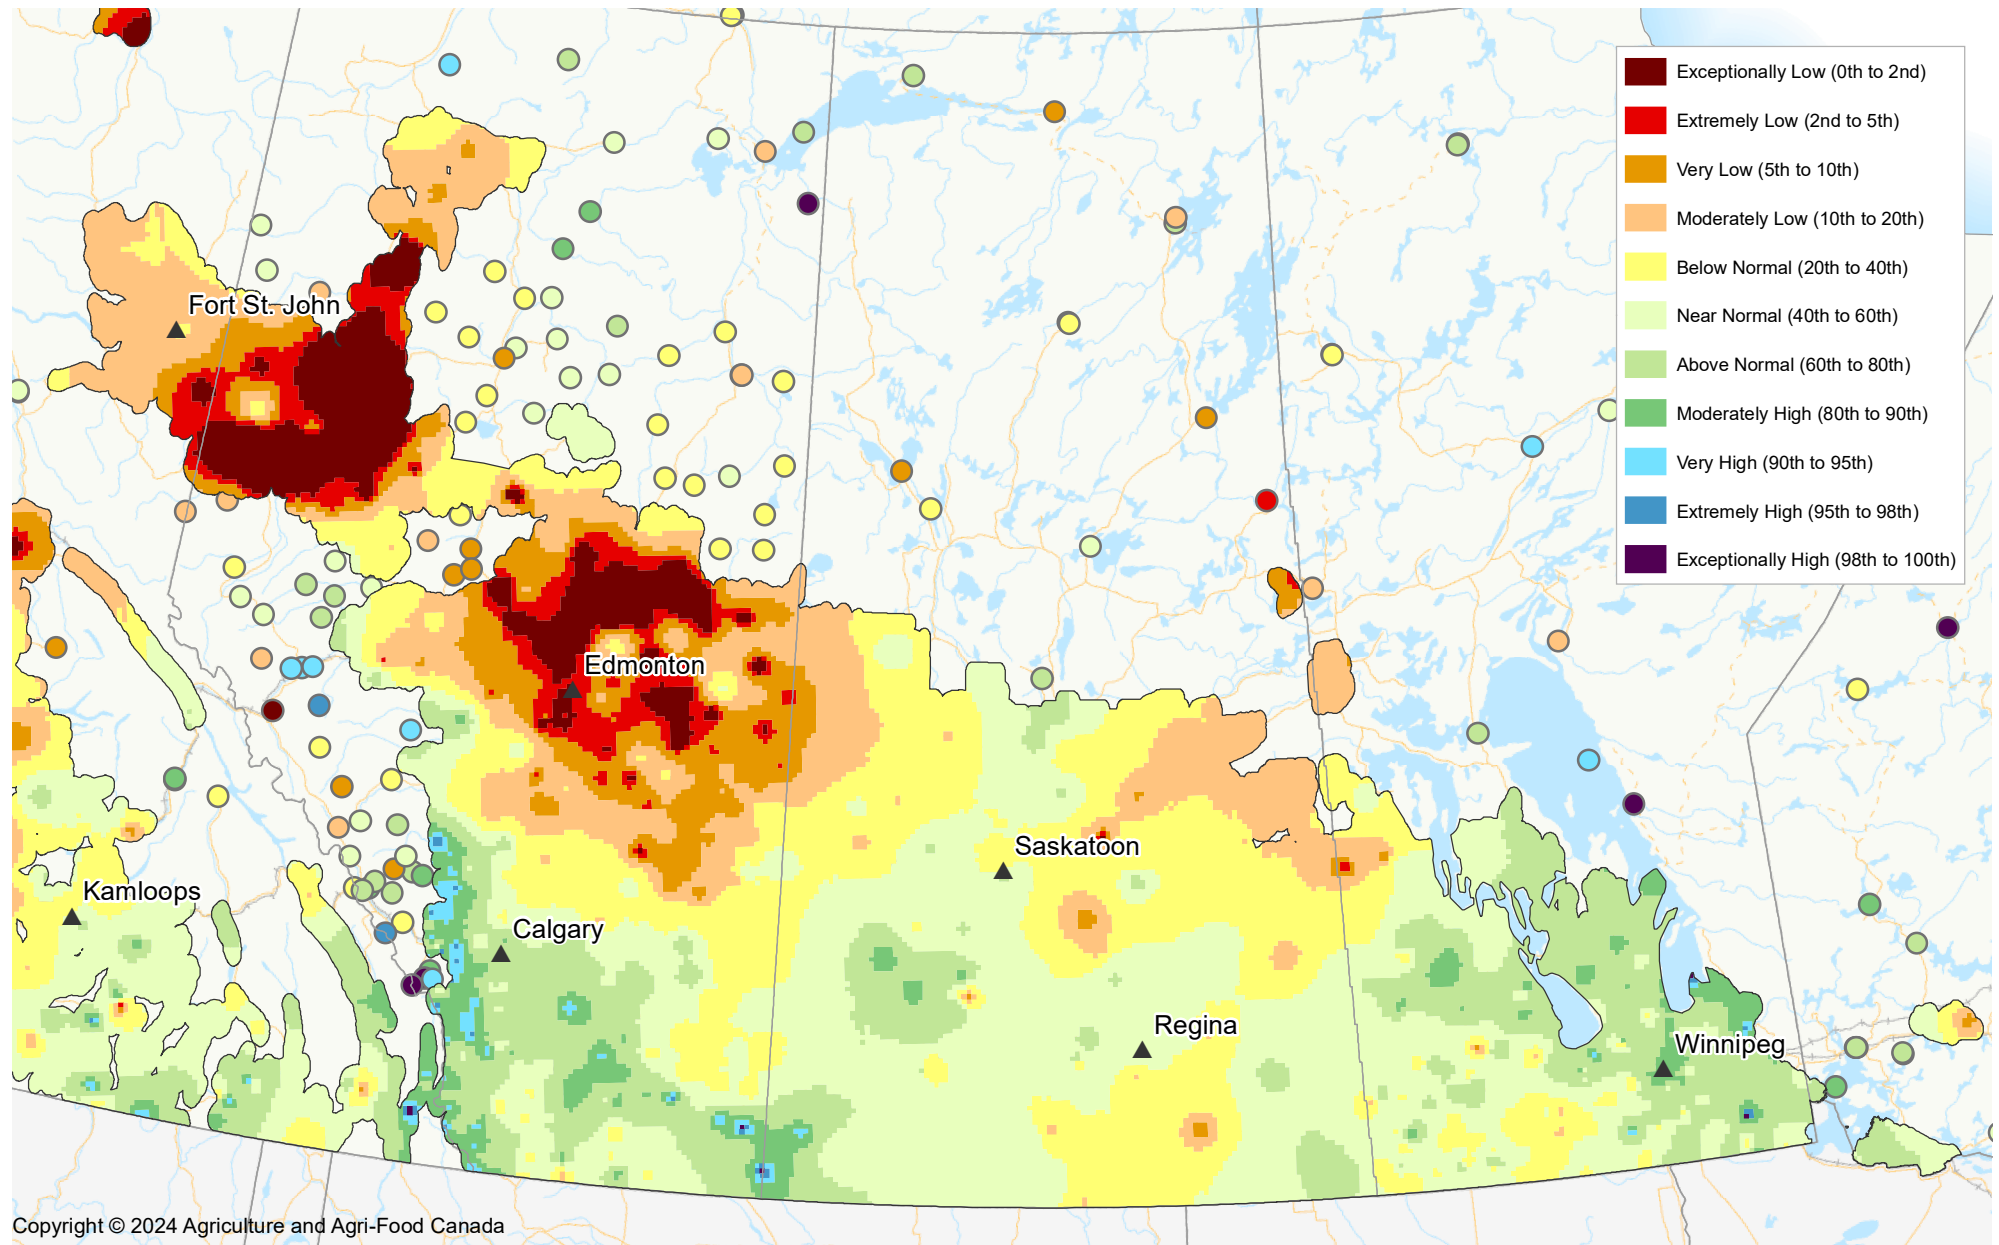 Exceptionally Low (0th to 2nd)
Extremely Low (2nd to 5th)
Very Low (5th to 10th)
Moderately Low (10th to 20th)
Below Normal (20th to 40th)
Near Normal (40th to 60th)
Above Normal (60th to 80th)
Moderately High (80th to 90th)
Very High (90th to 95th)
Extremely High (95th to 98th)
Exceptionally High (98th to 100th)
Fort St. John
Edmonton
Saskatoon
Kamloops
Calgary
Regina
Winnipeg
Copyright © 2024 Agriculture and Agri-Food Canada